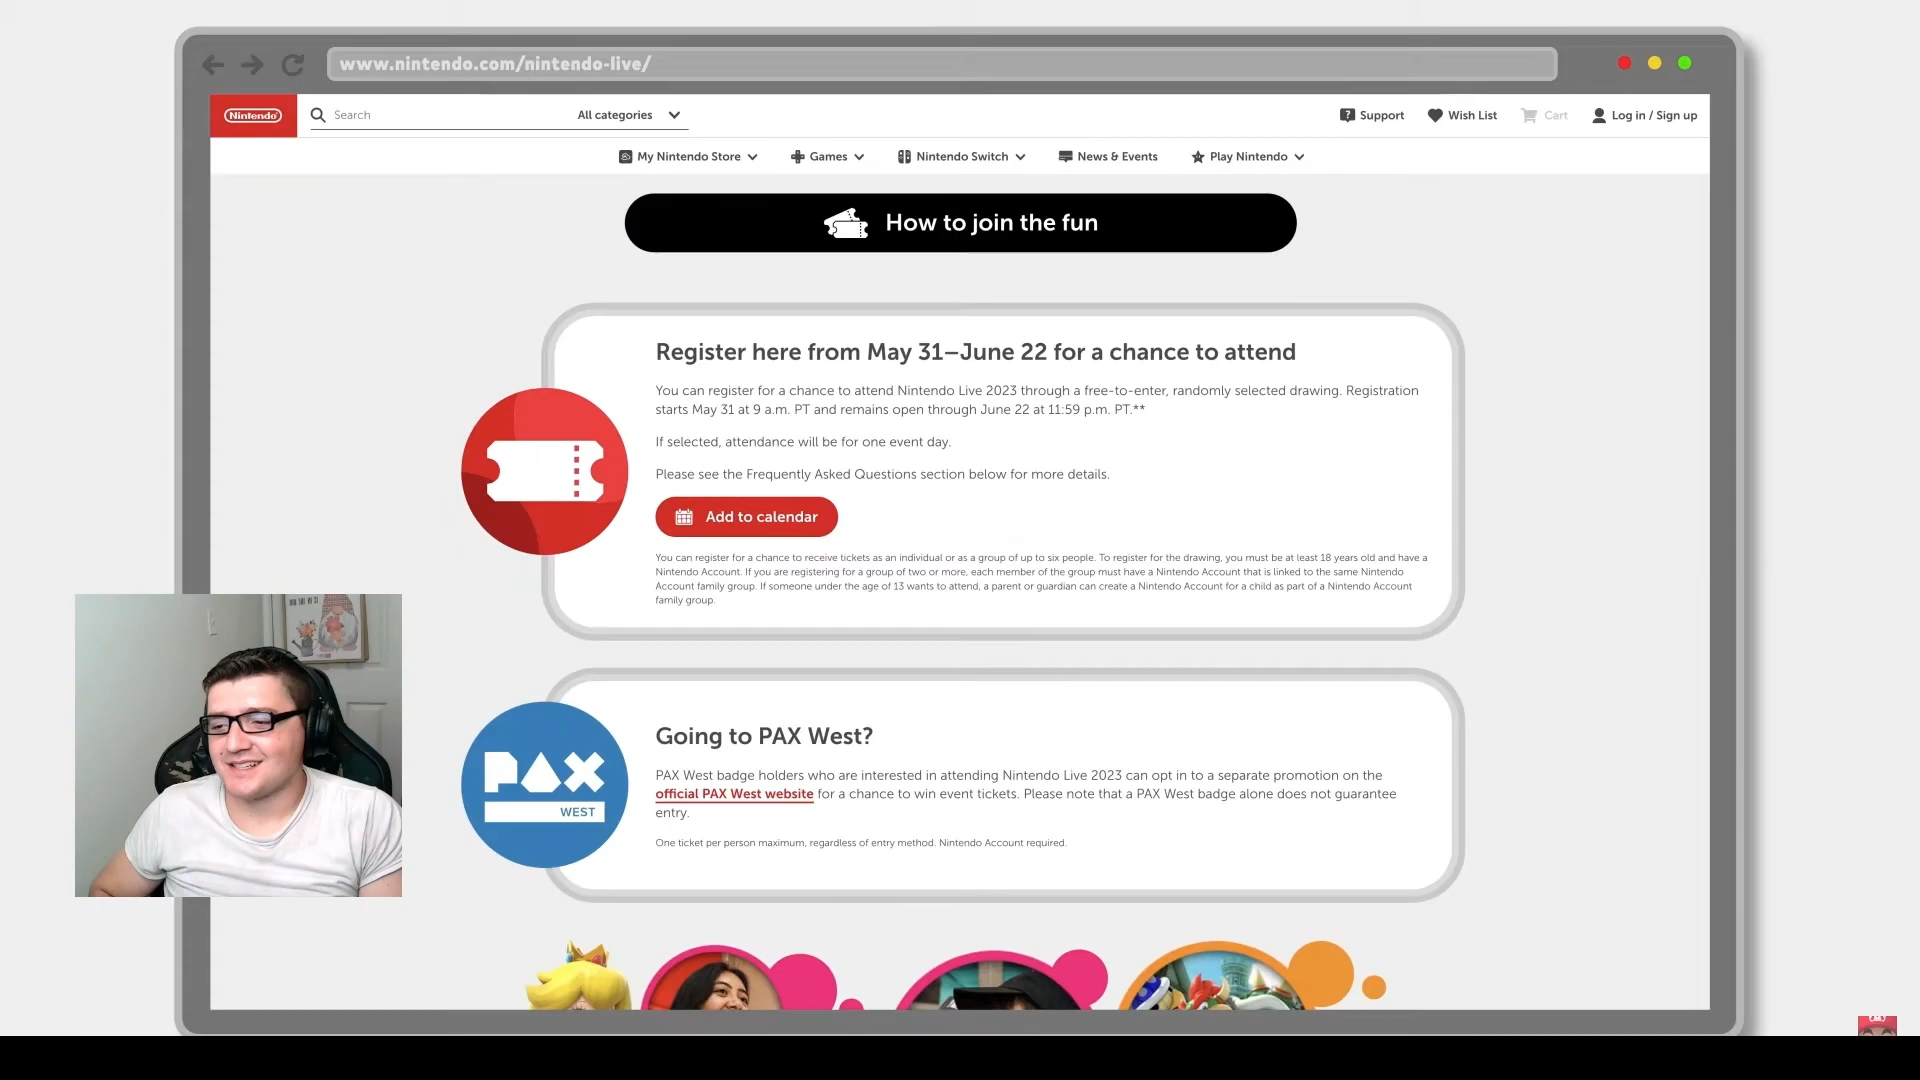 www.nintendo.com/nintendo-live/
Nintendo
Search
All categories
Support
Wish List
Cart
Log in / Sign up
My Nintendo Store
Games
Nintendo Switch
News & Events
Play Nintendo
How to join the fun
Register here from May 31–June 22 for a chance to attend
You can register for a chance to attend Nintendo Live 2023 through a free-to-enter, randomly selected drawing. Registration
starts May 31 at 9 a.m. PT and remains open through June 22 at 11:59 p.m. PT.**
If selected, attendance will be for one event day.
Please see the Frequently Asked Questions section below for more details.
Add to calendar
You can register for a chance to receive tickets as an individual or as a group of up to six people. To register for the drawing, you must be at least 18 years old and have a
Nintendo Account. If you are registering for a group of two or more, each member of the group must have a Nintendo Account that is linked to the same Nintendo
Account family group. If someone under the age of 13 wants to attend, a parent or guardian can create a Nintendo Account for a child as part of a Nintendo Account
family group.
PAX
WEST
Going to PAX West?
PAX West badge holders who are interested in attending Nintendo Live 2023 can opt in to a separate promotion on the
official PAX West website for a chance to win event tickets. Please note that a PAX West badge alone does not guarantee
entry.
One ticket per person maximum, regardless of entry method. Nintendo Account required.